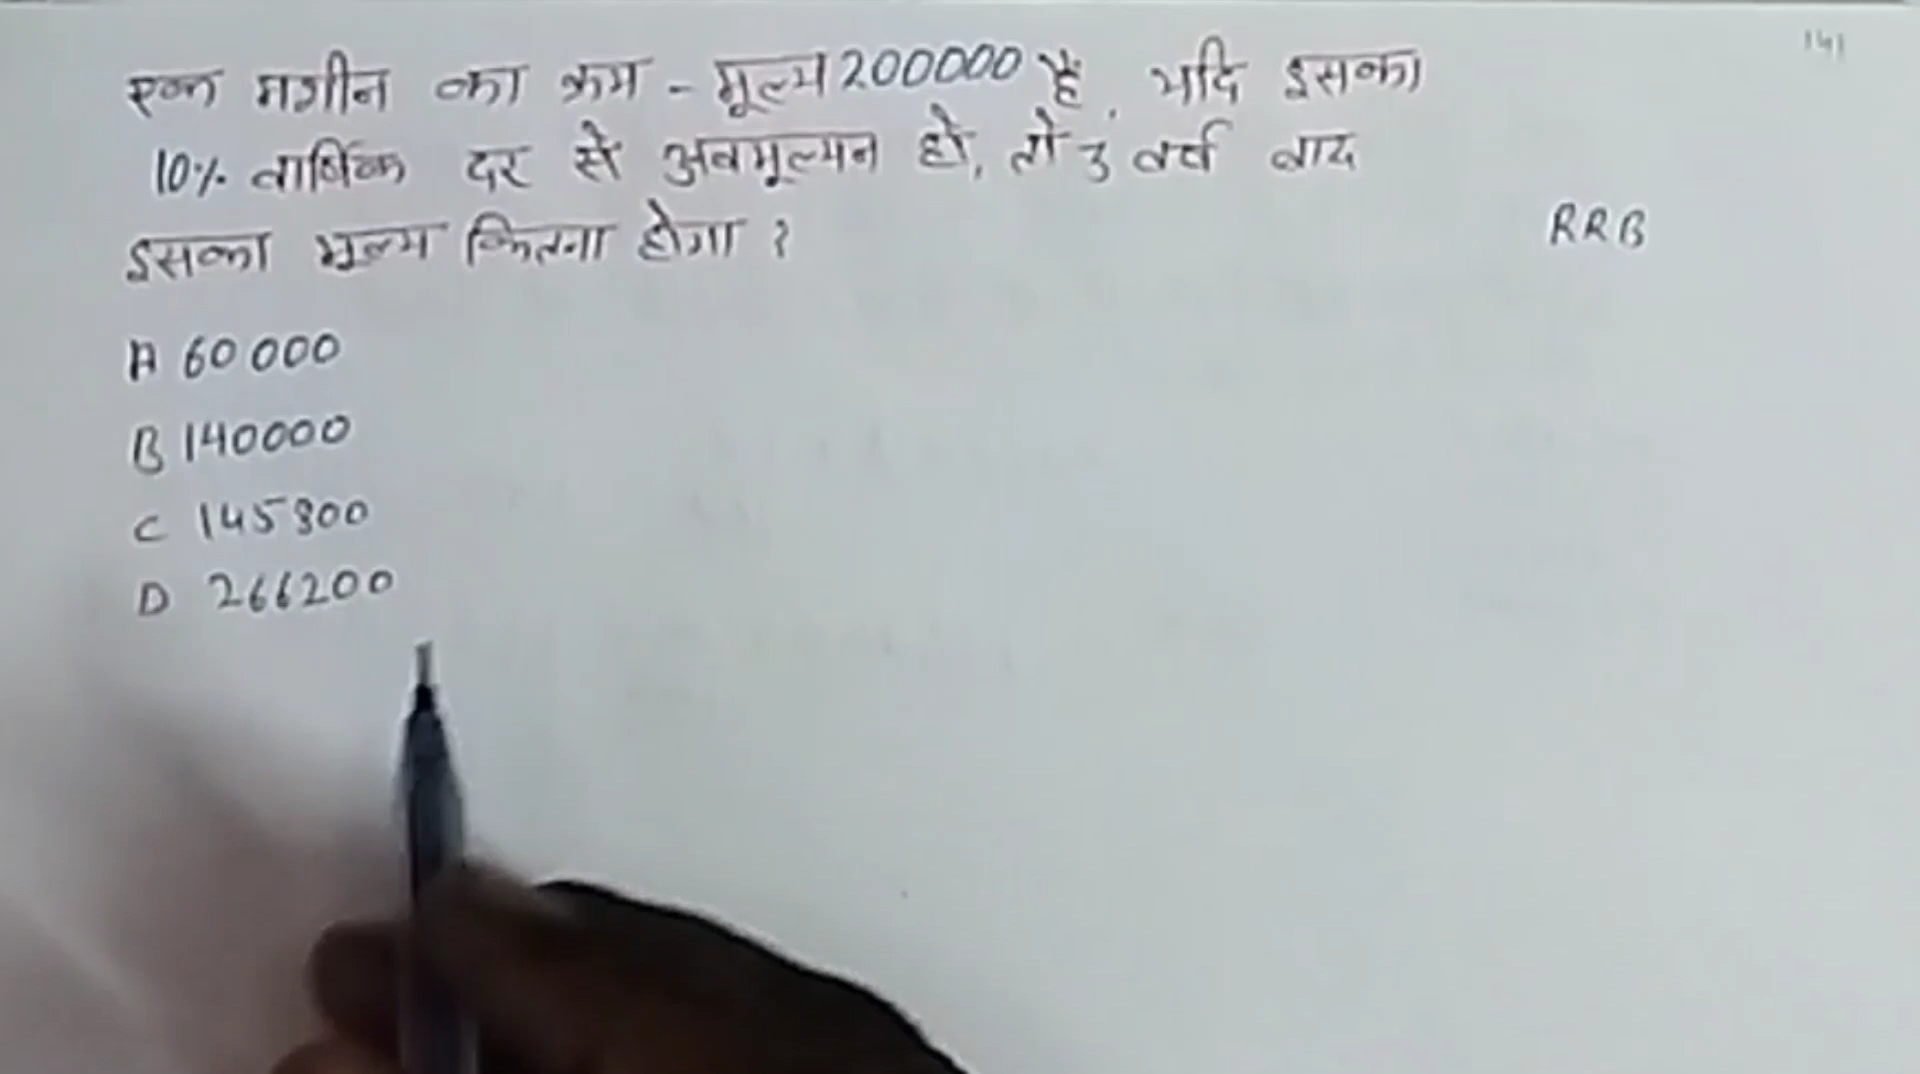 141
एक मशीन का क्रय - मूल्य 200000 है, यदि इसका
10% वार्षिक दर से अवमूल्यन हो, तो 3 वर्ष बाद
इसका मूल्य कितना होगा ?
RRB
A 60000
B 140000
C 145800
D 266200